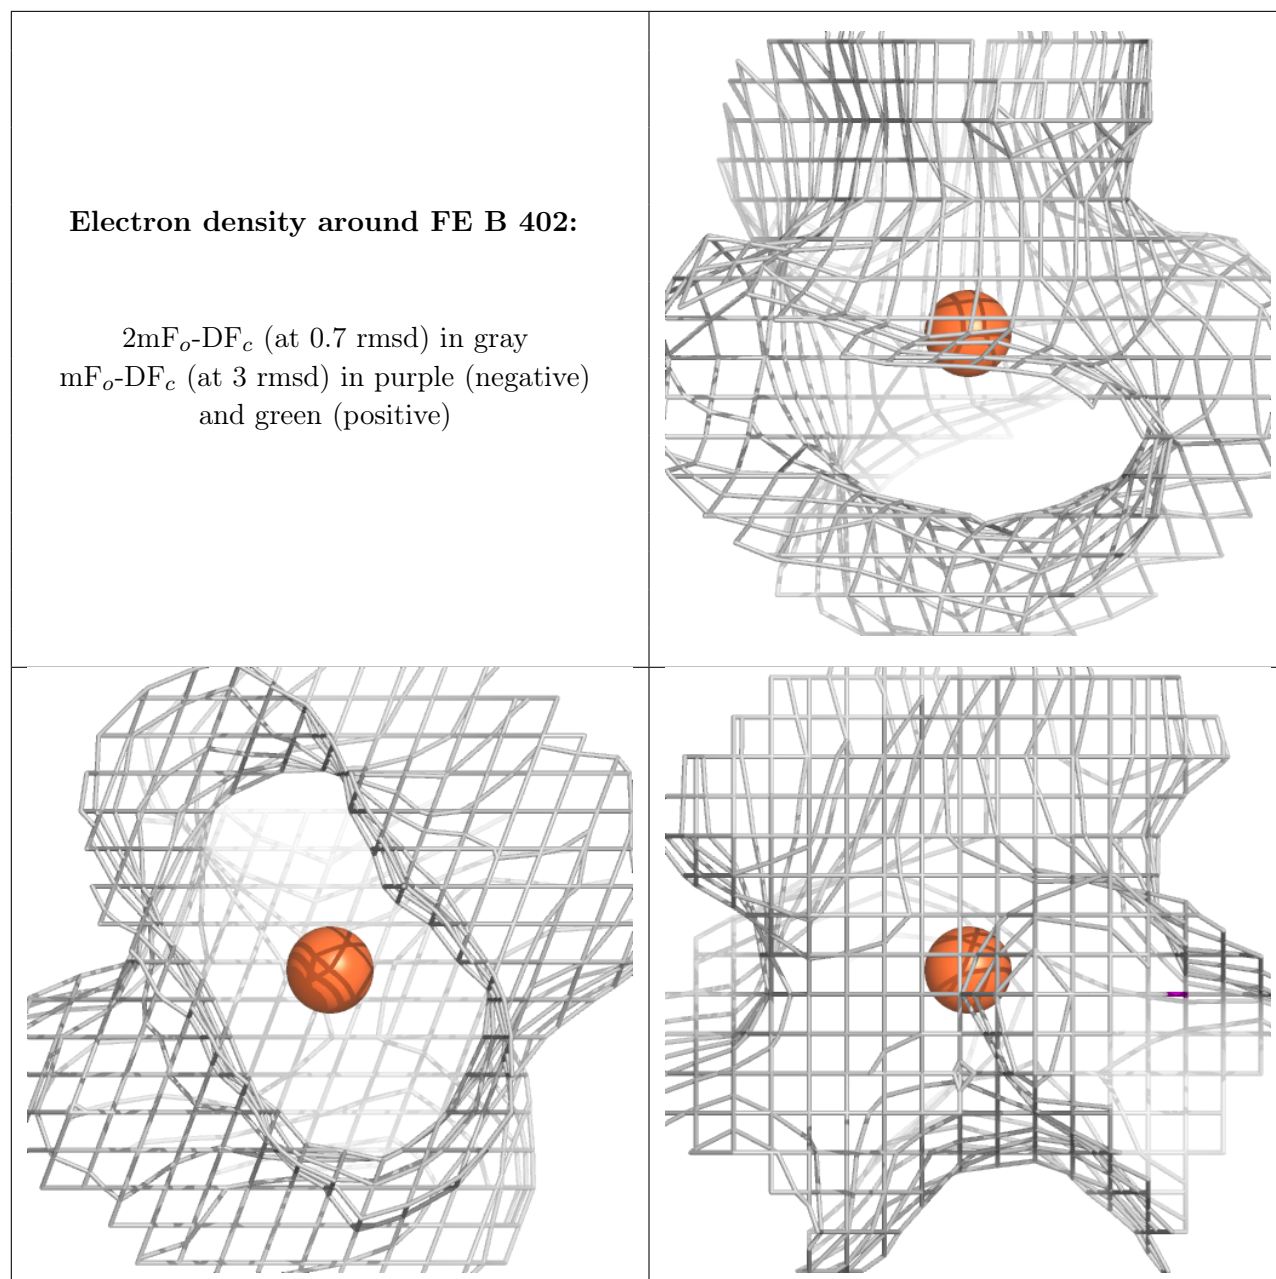 Electron density around FE B 402:
2mFo-DFc (at 0.7 rmsd) in gray
mFo-DFc (at 3 rmsd) in purple (negative)
and green (positive)